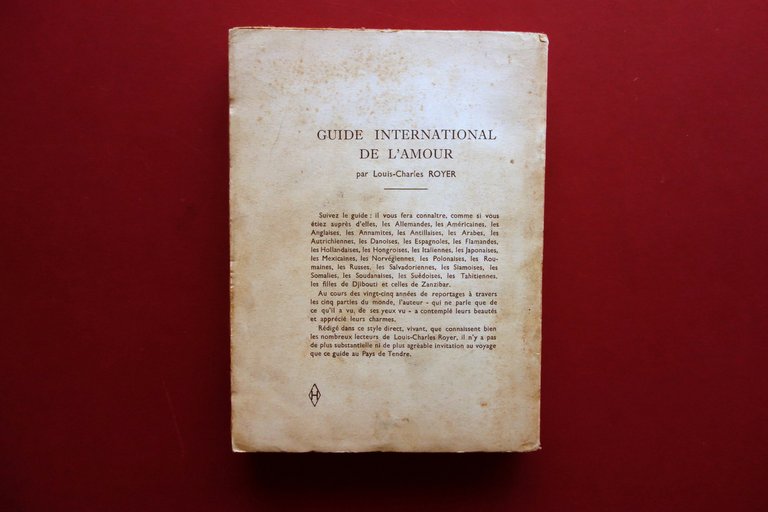 GUIDE INTERNATIONAL
DE L'AMOUR
par Louis-Charles ROYER
Suivez le guide : il vous fera connaître, comme si vous
étiez auprès d'elles, les Allemandes, les Américaines, les
Anglaises, les Annamites, les Antillaises, les Arabes, les
Autrichiennes, les Danoises, les Espagnoles, les Flamandes,
les Hollandaises, les Hongroises, les Italiennes, les Japonaises,
les Mexicaines, les Norvégiennes, les Polonaises, les Rou-
maines, les Russes, les Salvadoriennes, les Siamoises, les
Somalies, les Soudanaises, les Suédoises, les Tahitiennes,
les filles de Djibouti et celles de Zanzibar.
Au cours des vingt-cinq années de reportages à travers
les cinq parties du monde, l'auteur - qui ne parle que de
ce qu'il a vu, de ses yeux vu - a contemplé leurs beautés
et apprécié leurs charmes.
Rédigé dans ce style direct, vivant, que connaissent bien
les nombreux lecteurs de Louis-Charles Royer, il n'y a pas
de plus substantielle ni de plus agréable invitation au voyage
que ce guide au Pays de Tendre.
H